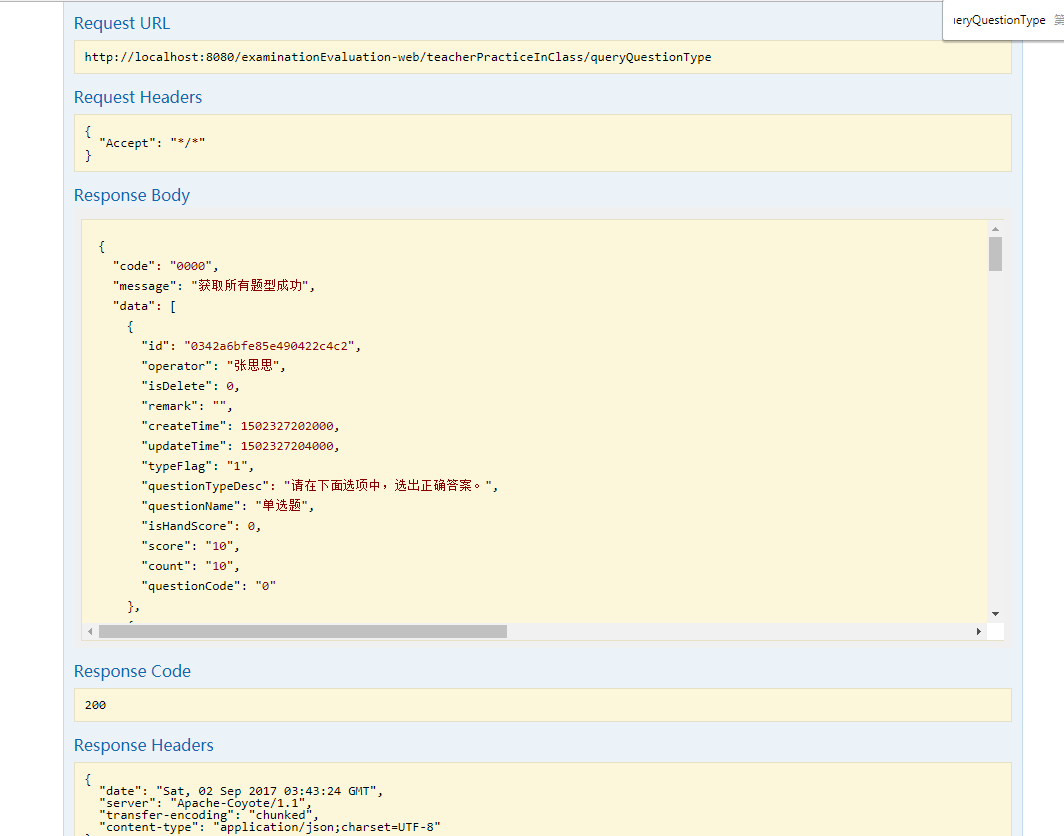 Request URL
eryQuestionType 第
http://localhost:8080/examinationEvaluation-web/teacherPracticeInClass/queryQuestionType
Request Headers
{
"Accept": "*/*"
}
Response Body
{
"code": "0000",
"message": "获取所有题型成功",
"data": [
{
"id": "0342a6bfe85e490422c4c2",
"operator": "张思思",
"isDelete": 0,
"remark": "",
"createTime": 1502327202000,
"updateTime": 1502327204000,
"typeFlag": "1",
"questionTypeDesc": "请在下面选项中，选出正确答案。",
"questionName": "单选题",
"isHandScore": 0,
"score": "10",
"count": "10",
"questionCode": "0"
},
Response Code
200
Response Headers
{
"date": "Sat, 02 Sep 2017 03:43:24 GMT",
"server": "Apache-Coyote/1.1",
"transfer-encoding": "chunked",
"content-type": "application/json;charset=UTF-8"